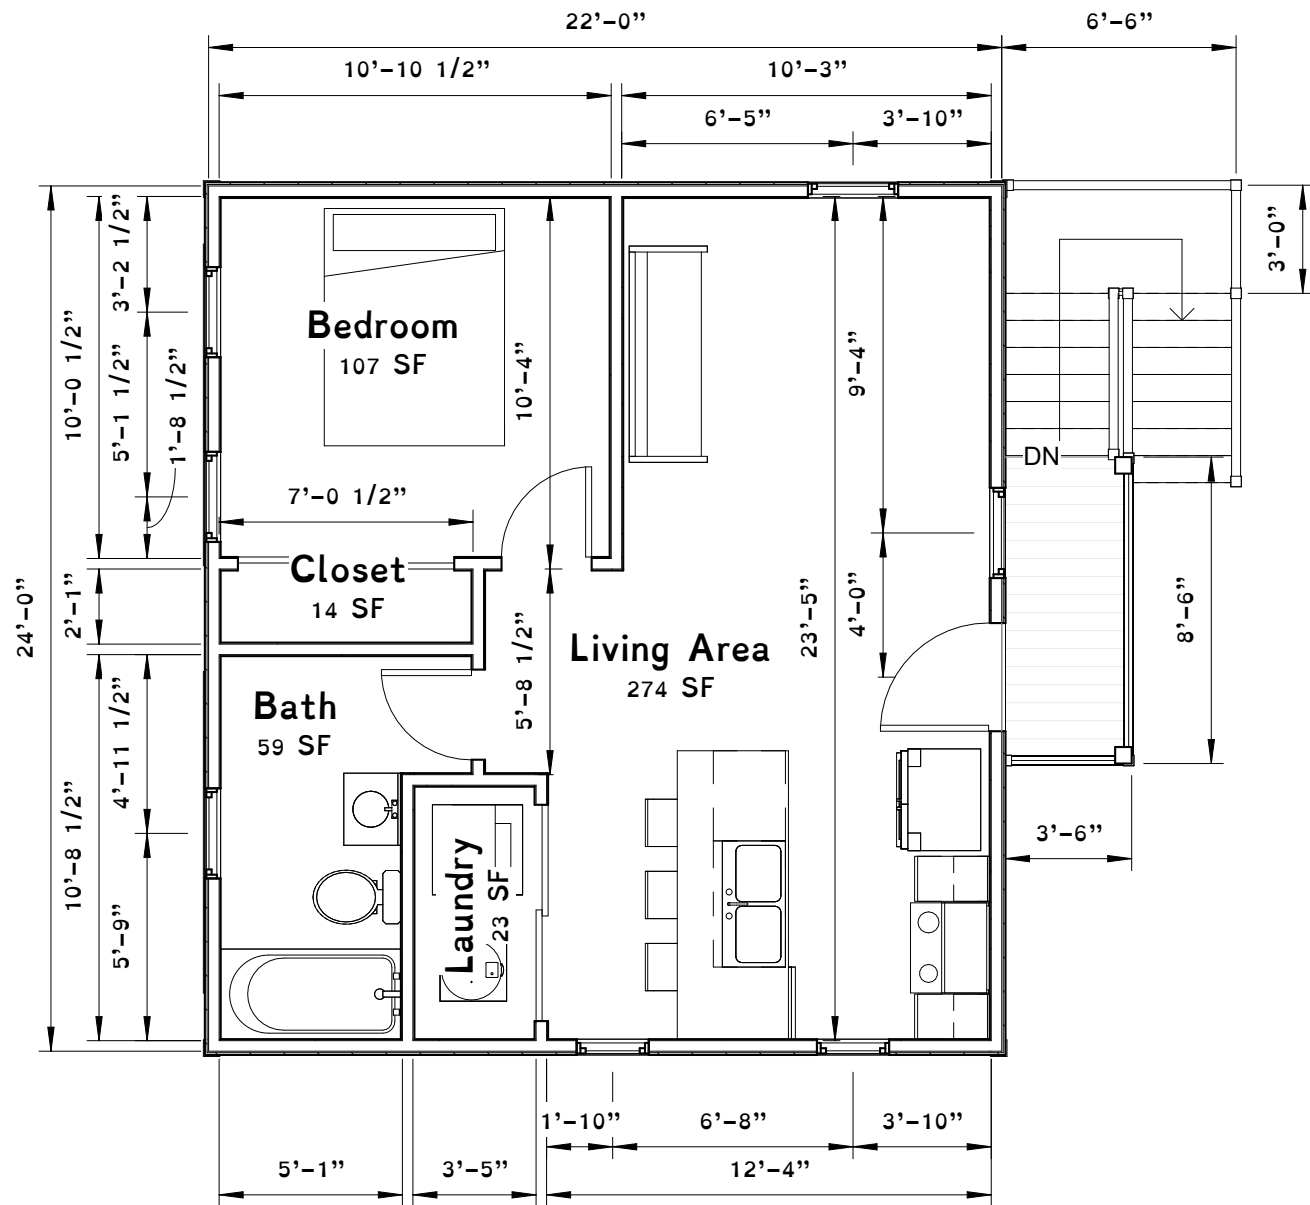 22’–0”
6’–6”
10’–10 1/2”
10’–3”
6’–5”
3’–10”
3’–2 1/2”
3’–0”
Bedroom
107 SF
10’–0 1/2”
5’–1 1/2”
1’–8 1/2”
10’–4”
9’–4”
DN
7’–0 1/2”
Closet
14 SF
24’–0”
2’–1”
5’–8 1/2”
Living Area
274 SF
23’–5”
4’–0”
8’–6”
Bath
59 SF
4’–11 1/2”
10’–8 1/2”
5’–9”
Laundry
23 SF
3’–6”
1’–10”
6’–8”
3’–10”
5’–1”
3’–5”
12’–4”